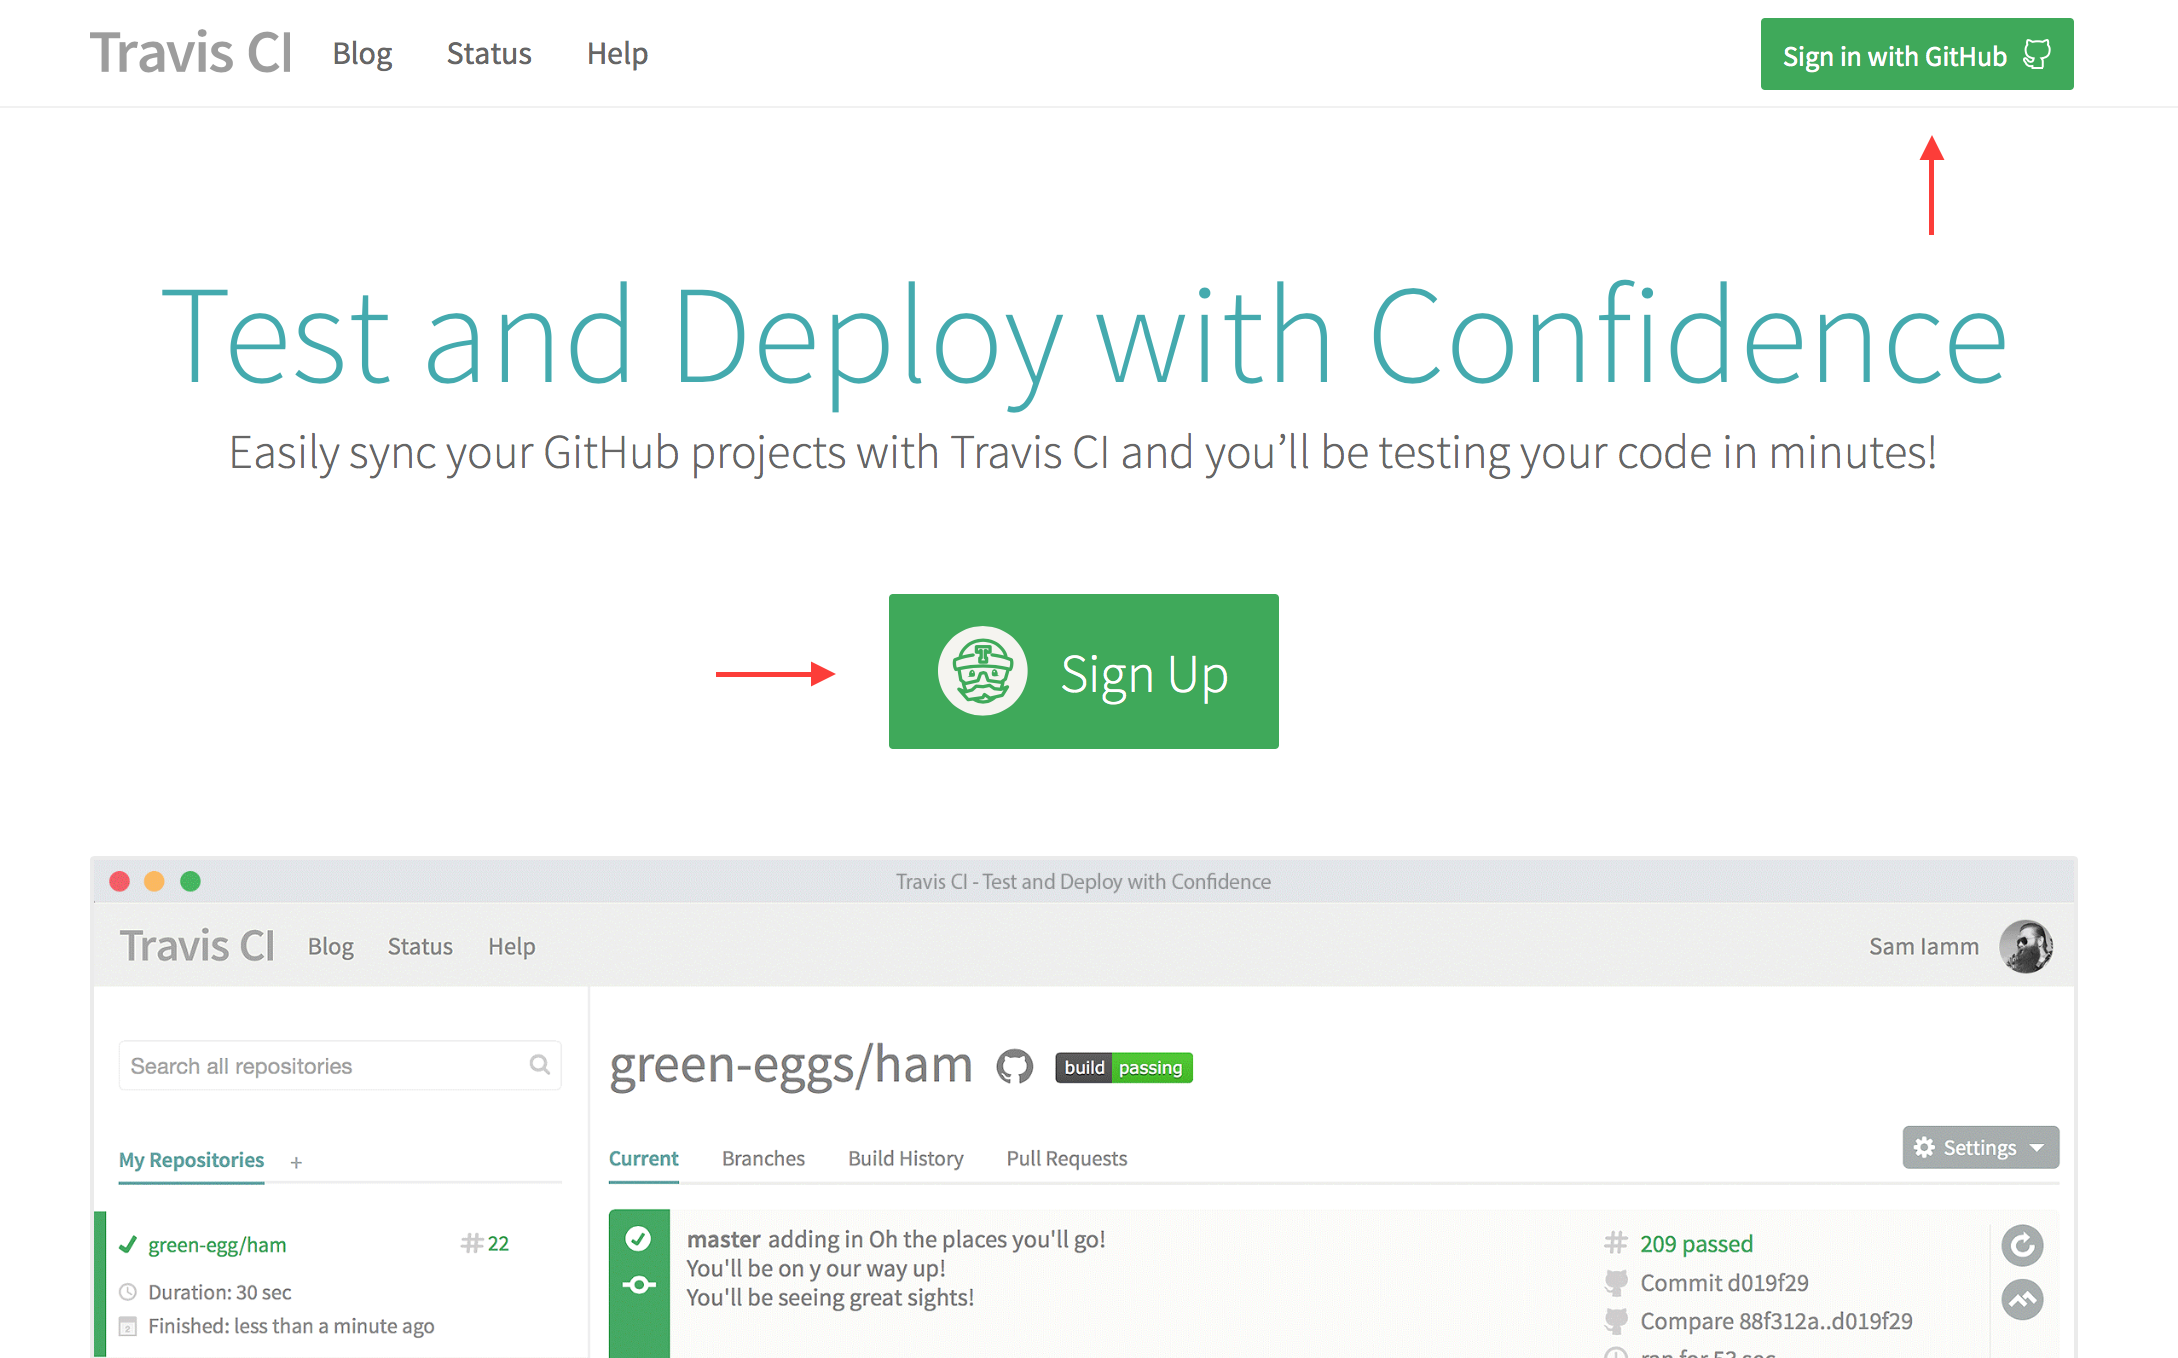 Travis CI Blog Status Help Sign in with GitHub
Test and Deploy with Confidence
Easily sync your GitHub projects with Travis CI and you’ll be testing your code in minutes!
T
Sign Up
Travis CI - Test and Deploy with Confidence
Travis CI Blog Status Help Sam Iamm
Search all repositories
My Repositories +
green-egg/ham #22
Duration: 30 sec
Finished: less than a minute ago
green-eggs/ham build passing
Current Branches Build History Pull Requests Settings
master adding in Oh the places you'll go!
You'll be on y our way up!
You'll be seeing great sights!
# 209 passed
Commit d019f29
Compare 88f312a..d019f29
ran for 53 sec